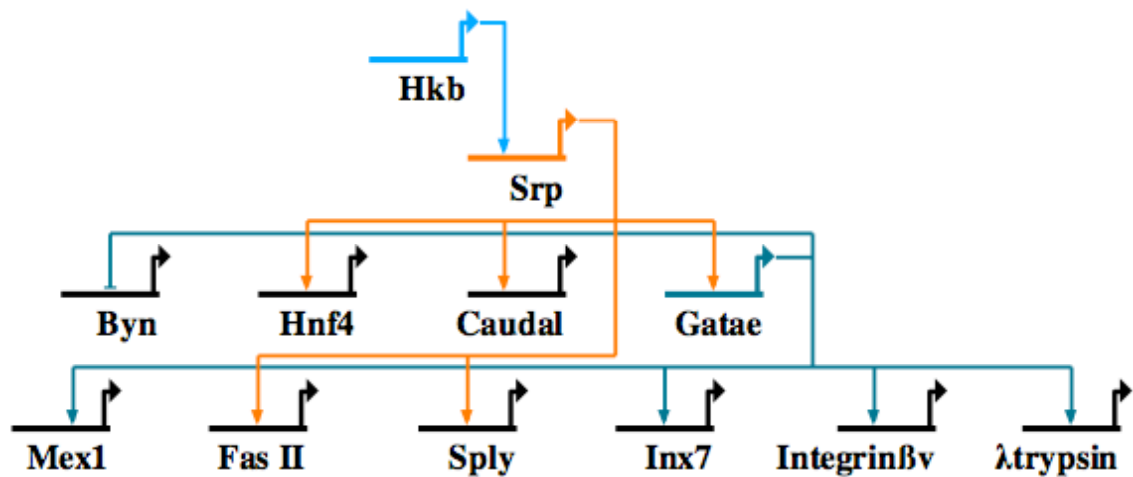 Hkb
Srp
Byn Hnf4 Caudal Gatae
Mex1 Fas II Sply Inx7 Integrinßv λtrypsin